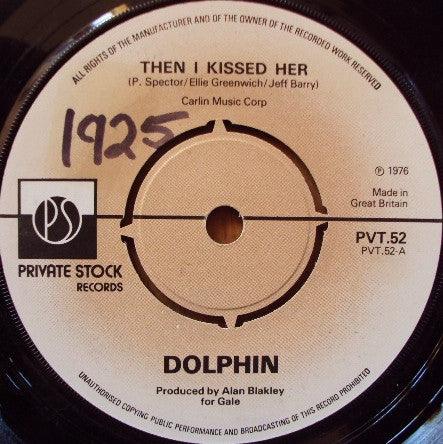 ALL RIGHTS OF THE MANUFACTURER AND OF THE OWNER OF THE RECORDED WORK RESERVED
THEN I KISSED HER
(P. Spector/Ellie Greenwich/Jeff Barry)
Carlin Music Corp
1925
℗ 1976
Made in
Great Britain
PS
PVT.52
PVT.52-A
PRIVATE STOCK
RECORDS
DOLPHIN
Produced by Alan Blakley
for Gale
UNAUTHORISED COPYING PUBLIC PERFORMANCE AND BROADCASTING OF THIS RECORD PROHIBITED